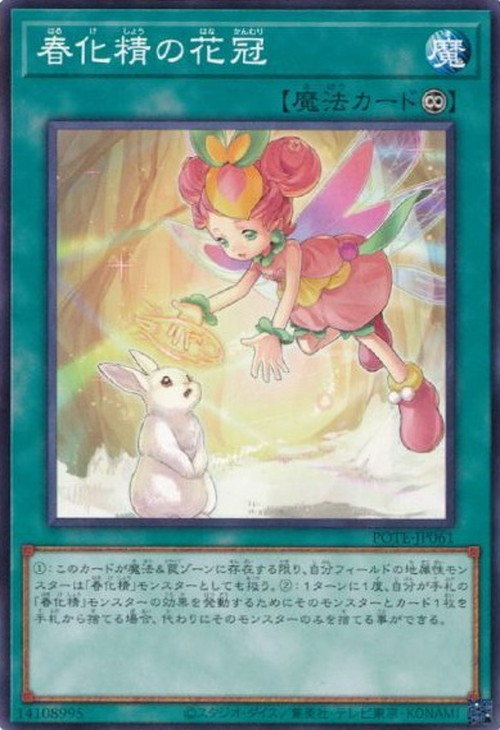 春化精の花冠
魔
【魔法カード∞】
POTE-JP061
①:このカードが魔法&罠ゾーンに存在する限り、自分フィールドの地属性モン
スターは「春化精」モンスターとしても扱う。②:1ターンに1度、自分が手札の
「春化精」モンスターの効果を発動するためにそのモンスターとカード1枚を
手札から捨てる場合、代わりにそのモンスターのみを捨てる事ができる。
14108995
©スタジオ・ダイス/集英社・テレビ東京・KONAMI